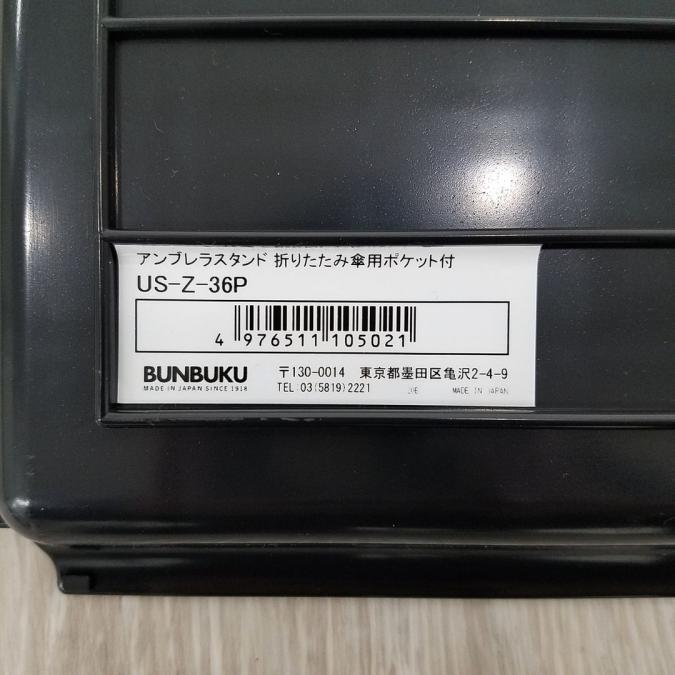 アンブレラスタンド 折りたたみ傘用ポケット付
US-Z-36P
4 976511 105021
BUNBUKU
MADE IN JAPAN SINCE 1918
〒130-0014 東京都墨田区亀沢2-4-9
TEL:03(5819)2221
MADE IN JAPAN